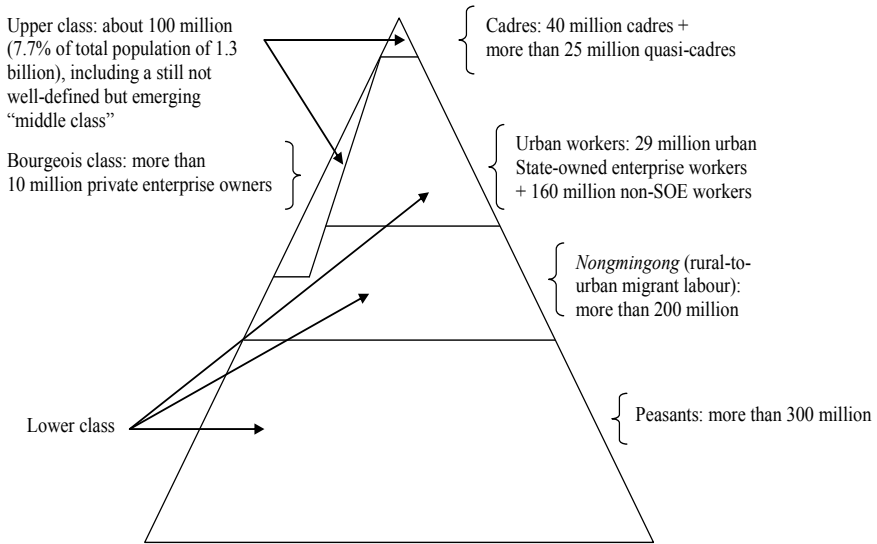 Upper class: about 100 million
(7.7% of total population of 1.3
billion), including a still not
well-defined but emerging
“middle class”
Bourgeois class: more than
10 million private enterprise owners
Cadres: 40 million cadres +
more than 25 million quasi-cadres
Urban workers: 29 million urban
State-owned enterprise workers
+ 160 million non-SOE workers
Nongmingong (rural-to-
urban migrant labour):
more than 200 million
Lower class
Peasants: more than 300 million